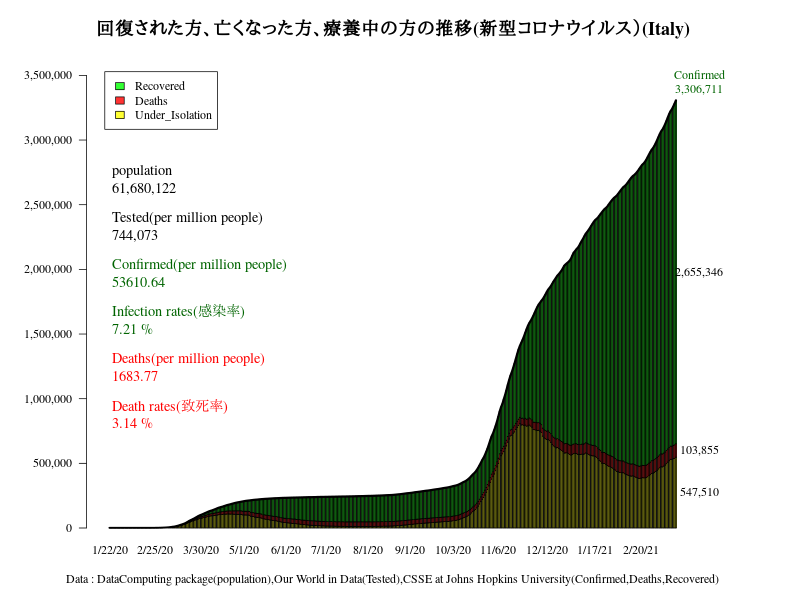 回復された方、亡くなった方、療養中の方の推移(新型コロナウイルス）(Italy)
Confirmed
3,306,711
3,500,000
3,000,000
2,500,000
2,000,000
1,500,000
1,000,000
500,000
0
Recovered
Deaths
Under_Isolation
population
61,680,122
Tested(per million people)
744,073
Confirmed(per million people)
53610.64
Infection rates(感染率)
7.21 %
Deaths(per million people)
1683.77
Death rates(致死率)
3.14 %
2,655,346
103,855
547,510
1/22/20 2/25/20 3/30/20 5/1/20 6/1/20 7/1/20 8/1/20 9/1/20 10/3/20 11/6/20 12/12/20 1/17/21 2/20/21
Data : DataComputing package(population),Our World in Data(Tested),CSSE at Johns Hopkins University(Confirmed,Deaths,Recovered)